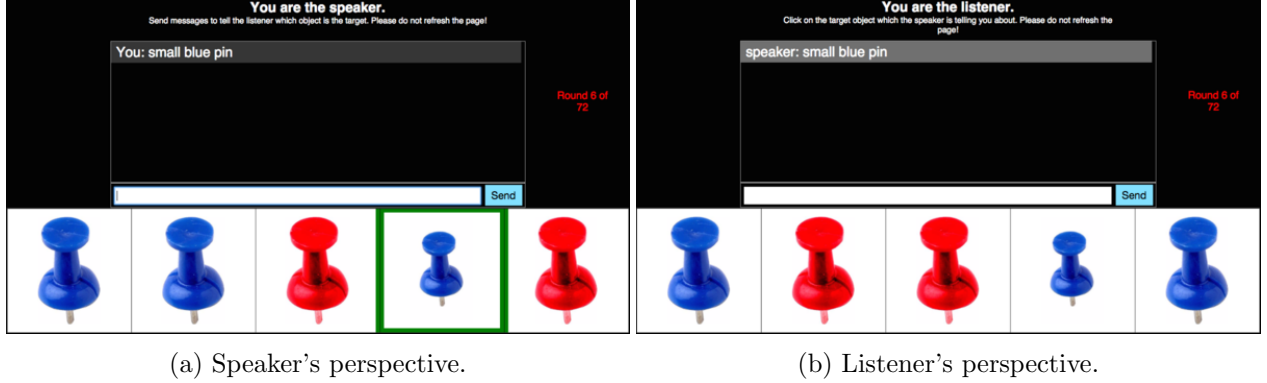 You are the speaker.
Send messages to tell the listener which object is the target. Please do not refresh the page!
You: small blue pin
Round 6 of
72
Send
You are the listener.
Click on the target object which the speaker is telling you about. Please do not refresh the
page!
speaker: small blue pin
Round 6 of
72
Send
(a) Speaker's perspective.
(b) Listener's perspective.